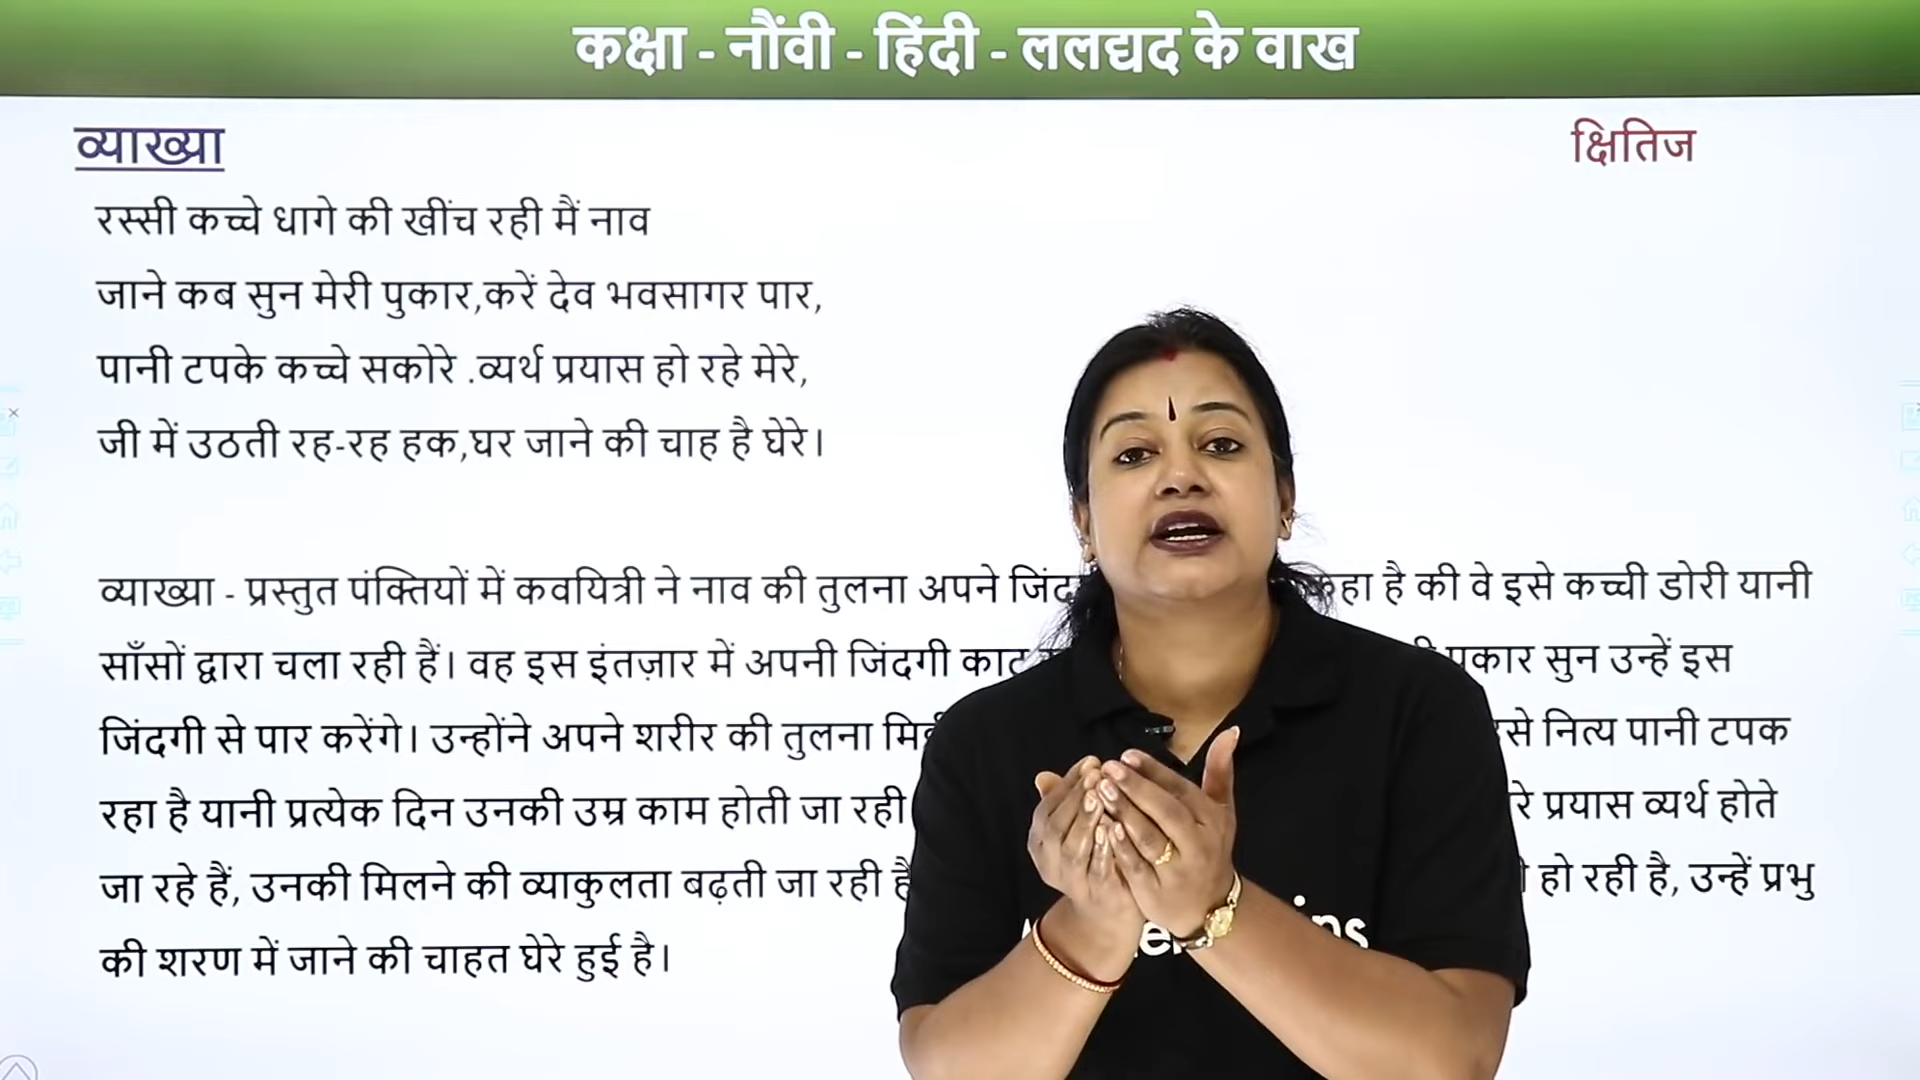 कक्षा - नौंवी - हिंदी - ललद्यद के वाख
व्याख्या
क्षितिज
रस्सी कच्चे धागे की खींच रही मैं नाव
जाने कब सुन मेरी पुकार,करें देव भवसागर पार,
पानी टपके कच्चे सकोरे .व्यर्थ प्रयास हो रहे मेरे,
जी में उठती रह-रह हक,घर जाने की चाह है घेरे।
व्याख्या - प्रस्तुत पंक्तियों में कवयित्री ने नाव की तुलना अपने है की वे इसे कच्ची डोरी यानी
साँसों द्वारा चला रही हैं। वह इस इंतज़ार में अपनी जिंदगी काट सुन उन्हें इस
जिंदगी से पार करेंगे। उन्होंने अपने शरीर की तुलना नित्य पानी टपक
रहा है यानी प्रत्येक दिन उनकी उम्र काम होती जा रही प्रयास व्यर्थ होते
जा रहे हैं, उनकी मिलने की व्याकुलता बढ़ती जा रही है हो रही है, उन्हें प्रभु
की शरण में जाने की चाहत घेरे हुई है।